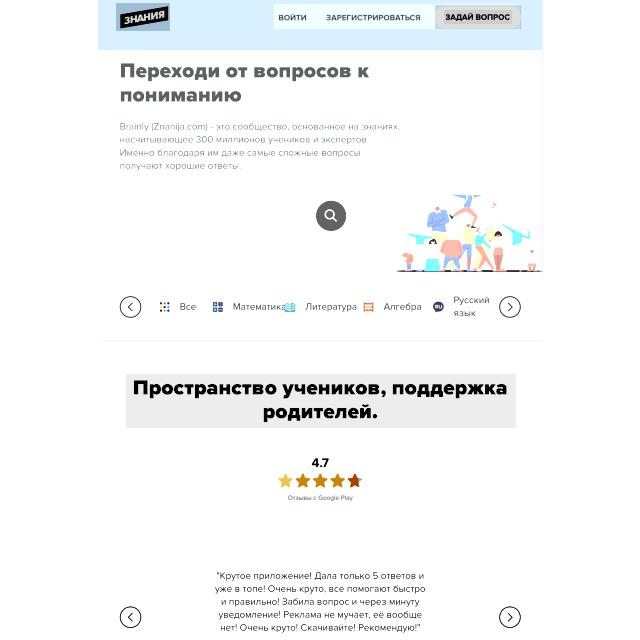 ЗНАНИЯ
ВОЙТИ ЗАРЕГИСТРИРОВАТЬСЯ ЗАДАЙ ВОПРОС
Переходи от вопросов к
пониманию
Brainly (Znanija.com) - это сообщество, основанное на знаниях,
насчитывающее 300 миллионов учеников и экспертов.
Именно благодаря им даже самые сложные вопросы
получают хорошие ответы.
Все Математика Литература Алгебра Русский
язык
RU
Пространство учеников, поддержка
родителей.
4.7
Отзывы с Google Play
"Крутое приложение! Дала только 5 ответов и
уже в топе! Очень круто, все помогают быстро
и правильно! Забила вопрос и через минуту
уведомление! Реклама не мучает, её вообще
нет! Очень круто! Скачивайте! Рекомендую!"